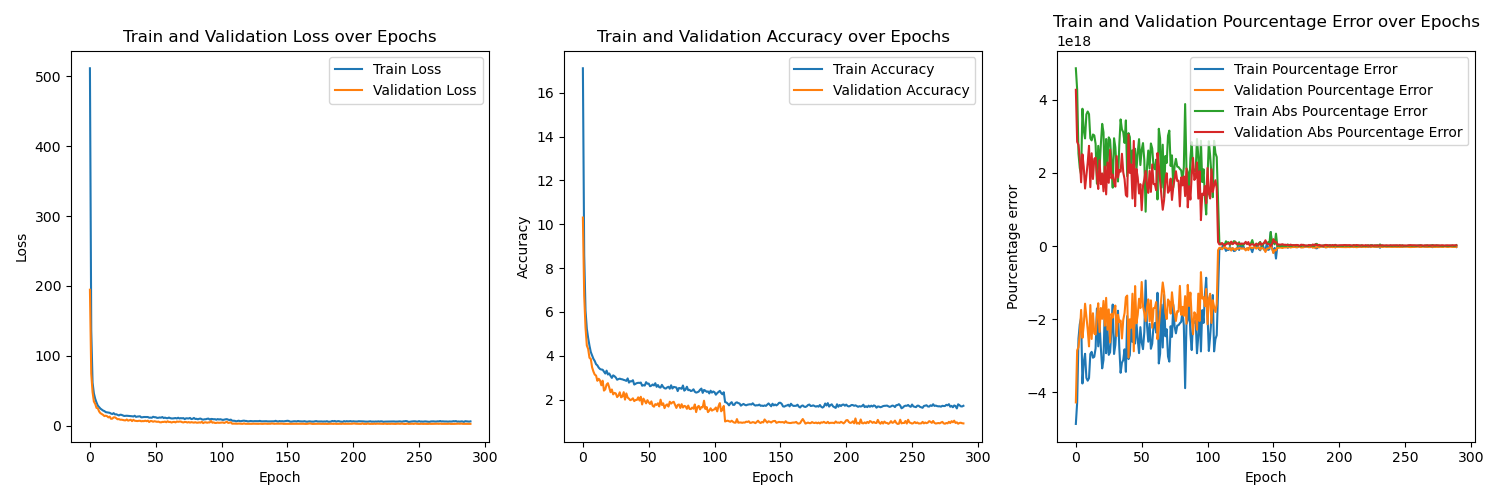 Train and Validation Loss over Epochs
Train Loss
Validation Loss
500
400
300
200
100
0
Loss
0 50 100 150 200 250 300
Epoch
Train and Validation Accuracy over Epochs
Train Accuracy
Validation Accuracy
16
14
12
10
8
6
4
2
Accuracy
0 50 100 150 200 250 300
Epoch
Train and Validation Pourcentage Error over Epochs
1e18
Train Pourcentage Error
Validation Pourcentage Error
Train Abs Pourcentage Error
Validation Abs Pourcentage Error
4
2
0
−2
−4
Pourcentage error
0 50 100 150 200 250 300
Epoch